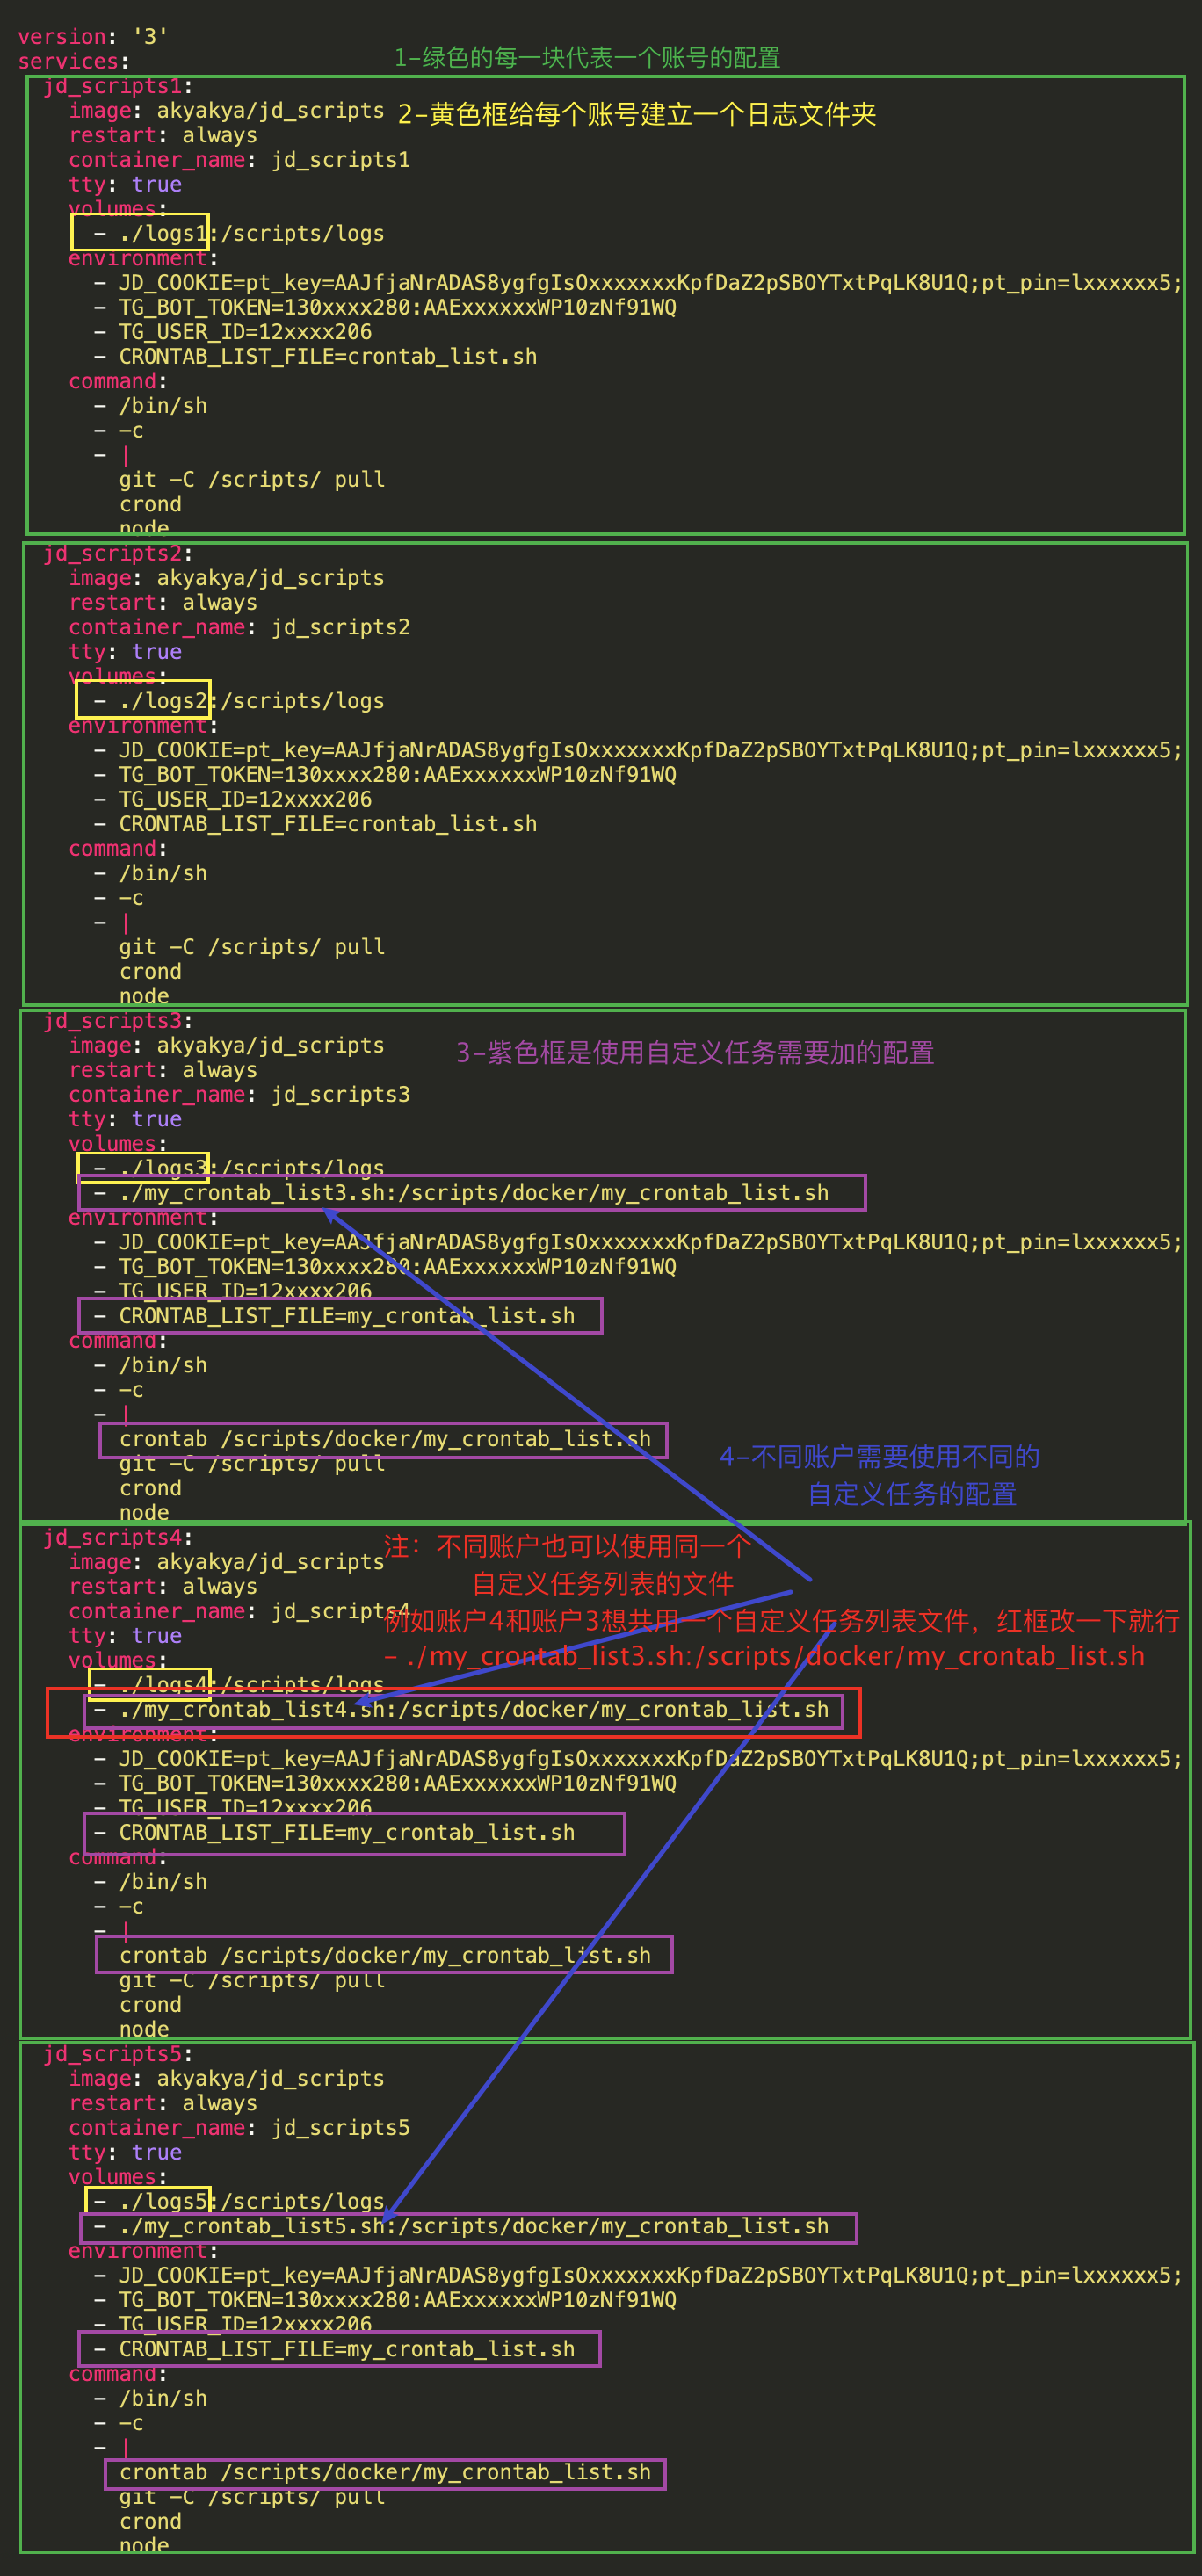 version: '3'
services:
1-绿色的每一块代表一个账号的配置
jd_scripts1:
image: akyakya/jd_scripts
2-黄色框给每个账号建立一个日志文件夹
restart: always
container_name: jd_scripts1
tty: true
volumes:
- ./logs1:/scripts/logs
environment:
- JD_COOKIE=pt_key=AAJfjaNrADAS8ygfgIsOxxxxxxxKpfDaZ2pSBOYTxtPqLK8U1Q;pt_pin=lxxxxxx5;
- TG_BOT_TOKEN=130xxxx280:AAExxxxxxWP10zNf91WQ
- TG_USER_ID=12xxxx206
- CRONTAB_LIST_FILE=crontab_list.sh
command:
- /bin/sh
- -c
- |
git -C /scripts/ pull
crond
node
jd_scripts2:
image: akyakya/jd_scripts
restart: always
container_name: jd_scripts2
tty: true
volumes:
- ./logs2:/scripts/logs
environment:
- JD_COOKIE=pt_key=AAJfjaNrADAS8ygfgIsOxxxxxxxKpfDaZ2pSBOYTxtPqLK8U1Q;pt_pin=lxxxxxx5;
- TG_BOT_TOKEN=130xxxx280:AAExxxxxxWP10zNf91WQ
- TG_USER_ID=12xxxx206
- CRONTAB_LIST_FILE=crontab_list.sh
command:
- /bin/sh
- -c
- |
git -C /scripts/ pull
crond
node
jd_scripts3:
image: akyakya/jd_scripts
3-紫色框是使用自定义任务需要加的配置
restart: always
container_name: jd_scripts3
tty: true
volumes:
- ./logs3:/scripts/logs
- ./my_crontab_list3.sh:/scripts/docker/my_crontab_list.sh
environment:
- JD_COOKIE=pt_key=AAJfjaNrADAS8ygfgIsOxxxxxxxKpfDaZ2pSBOYTxtPqLK8U1Q;pt_pin=lxxxxxx5;
- TG_BOT_TOKEN=130xxxx280:AAExxxxxxWP10zNf91WQ
- TG_USER_ID=12xxxx206
- CRONTAB_LIST_FILE=my_crontab_list.sh
command:
- /bin/sh
- -c
- |
crontab /scripts/docker/my_crontab_list.sh
git -C /scripts/ pull
crond
node
4-不同账户需要使用不同的
自定义任务的配置
jd_scripts4:
image: akyakya/jd_scripts
restart: always
container_name: jd_scripts4
tty: true
volumes:
注：不同账户也可以使用同一个
自定义任务列表的文件
例如账户4和账户3想共用一个自定义任务列表文件，红框改一下就行
- ./my_crontab_list3.sh:/scripts/docker/my_crontab_list.sh
- ./logs4:/scripts/logs
- ./my_crontab_list4.sh:/scripts/docker/my_crontab_list.sh
environment:
- JD_COOKIE=pt_key=AAJfjaNrADAS8ygfgIsOxxxxxxxKpfDaZ2pSBOYTxtPqLK8U1Q;pt_pin=lxxxxxx5;
- TG_BOT_TOKEN=130xxxx280:AAExxxxxxWP10zNf91WQ
- TG_USER_ID=12xxxx206
- CRONTAB_LIST_FILE=my_crontab_list.sh
command:
- /bin/sh
- -c
- |
crontab /scripts/docker/my_crontab_list.sh
git -C /scripts/ pull
crond
node
jd_scripts5:
image: akyakya/jd_scripts
restart: always
container_name: jd_scripts5
tty: true
volumes:
- ./logs5:/scripts/logs
- ./my_crontab_list5.sh:/scripts/docker/my_crontab_list.sh
environment:
- JD_COOKIE=pt_key=AAJfjaNrADAS8ygfgIsOxxxxxxxKpfDaZ2pSBOYTxtPqLK8U1Q;pt_pin=lxxxxxx5;
- TG_BOT_TOKEN=130xxxx280:AAExxxxxxWP10zNf91WQ
- TG_USER_ID=12xxxx206
- CRONTAB_LIST_FILE=my_crontab_list.sh
command:
- /bin/sh
- -c
- |
crontab /scripts/docker/my_crontab_list.sh
git -C /scripts/ pull
crond
node